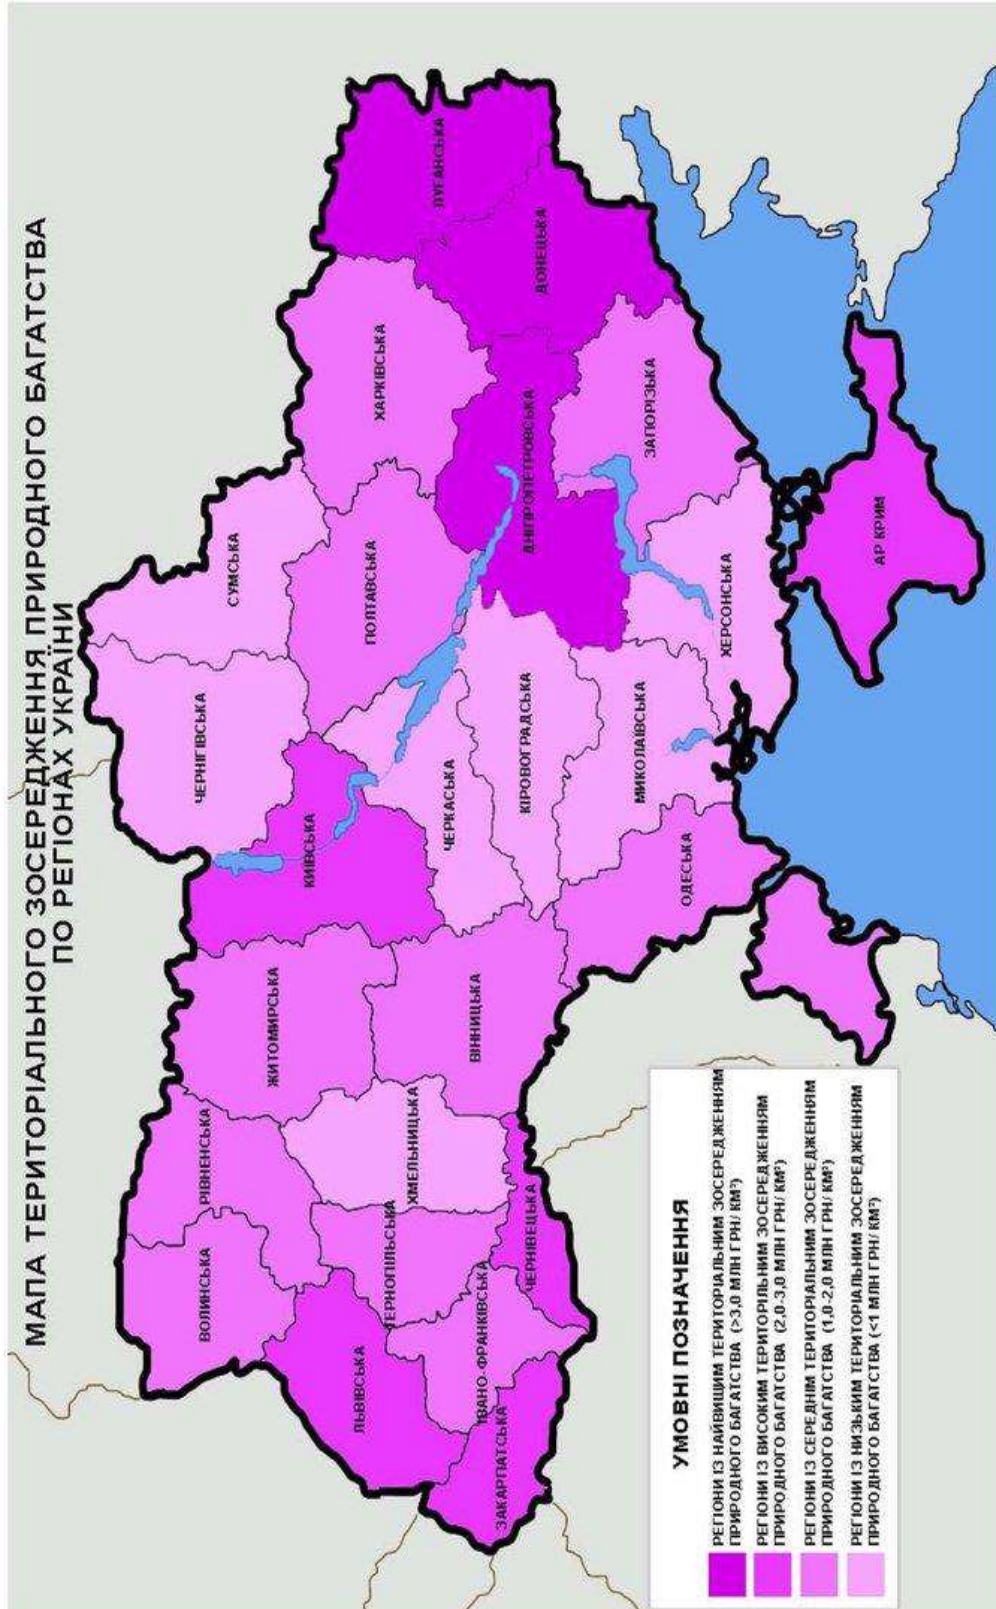 МАПА ТЕРИТОРІАЛЬНОГО ЗОСЕРЕДЖЕННЯ ПРИРОДНОГО БАГАТСТВА
ПО РЕГІОНАХ УКРАЇНИ
ВОЛИНСЬКА
РІВНЕНСЬКА
ЖИТОМИРСЬКА
КИЇВСЬКА
ЧЕРНІГІВСЬКА
СУМСЬКА
ЛЬВІВСЬКА
ТЕРНОПІЛЬСЬКА
ХМЕЛЬНИЦЬКА
ВІННИЦЬКА
ЧЕРКАСЬКА
ПОЛТАВСЬКА
ХАРКІВСЬКА
ЛУГАНСЬКА
ЗАКАРПАТСЬКА
ІВАНО-ФРАНКІВСЬКА
ЧЕРНІВЕЦЬКА
КІРОВОГРАДСЬКА
ДНІПРОПЕТРОВСЬКА
ДОНЕЦЬКА
ОДЕСЬКА
МИКОЛАЇВСЬКА
ХЕРСОНСЬКА
ЗАПОРІЗЬКА
АР КРИМ
УМОВНІ ПОЗНАЧЕННЯ
РЕГІОНИ ІЗ НАЙВИЩИМ ТЕРИТОРІАЛЬНИМ ЗОСЕРЕДЖЕННЯМ
ПРИРОДНОГО БАГАТСТВА (>3,0 МЛН ГРН/ КМ²)
РЕГІОНИ ІЗ ВИСОКИМ ТЕРИТОРІЛЬНИМ ЗОСЕРЕДЖЕННЯМ
ПРИРОДНОГО БАГАТСТВА (2,0-3,0 МЛН ГРН/ КМ²)
РЕГІОНИ ІЗ СЕРЕДНІМ ТЕРИТОРІАЛЬНИМ ЗОСЕРЕДЖЕННЯМ
ПРИРОДНОГО БАГАТСТВА (1,0-2,0 МЛН ГРН/ КМ²)
РЕГІОНИ ІЗ НИЗЬКИМ ТЕРИТОРІАЛЬНИМ ЗОСЕРЕДЖЕННЯМ
ПРИРОДНОГО БАГАТСТВА (<1 МЛН ГРН/ КМ²)